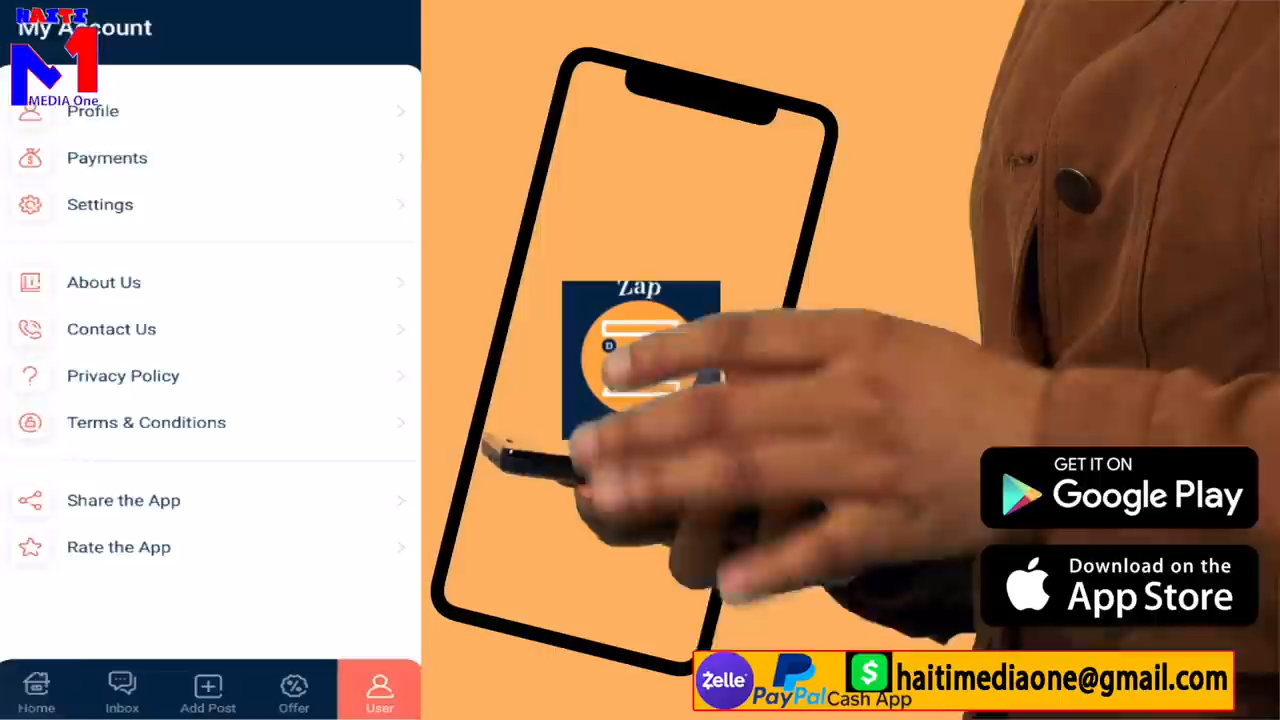 HAITI
My Account
M1
MEDIA One
Profile
Payments
Settings
About Us
Contact Us
Privacy Policy
Terms & Conditions
Share the App
Rate the App
Home
Inbox
Add Post
Offer
User
Zap
D
GET IT ON
Google Play
Download on the
App Store
Zelle
PayPal
$
Cash App
haitimediaone@gmail.com